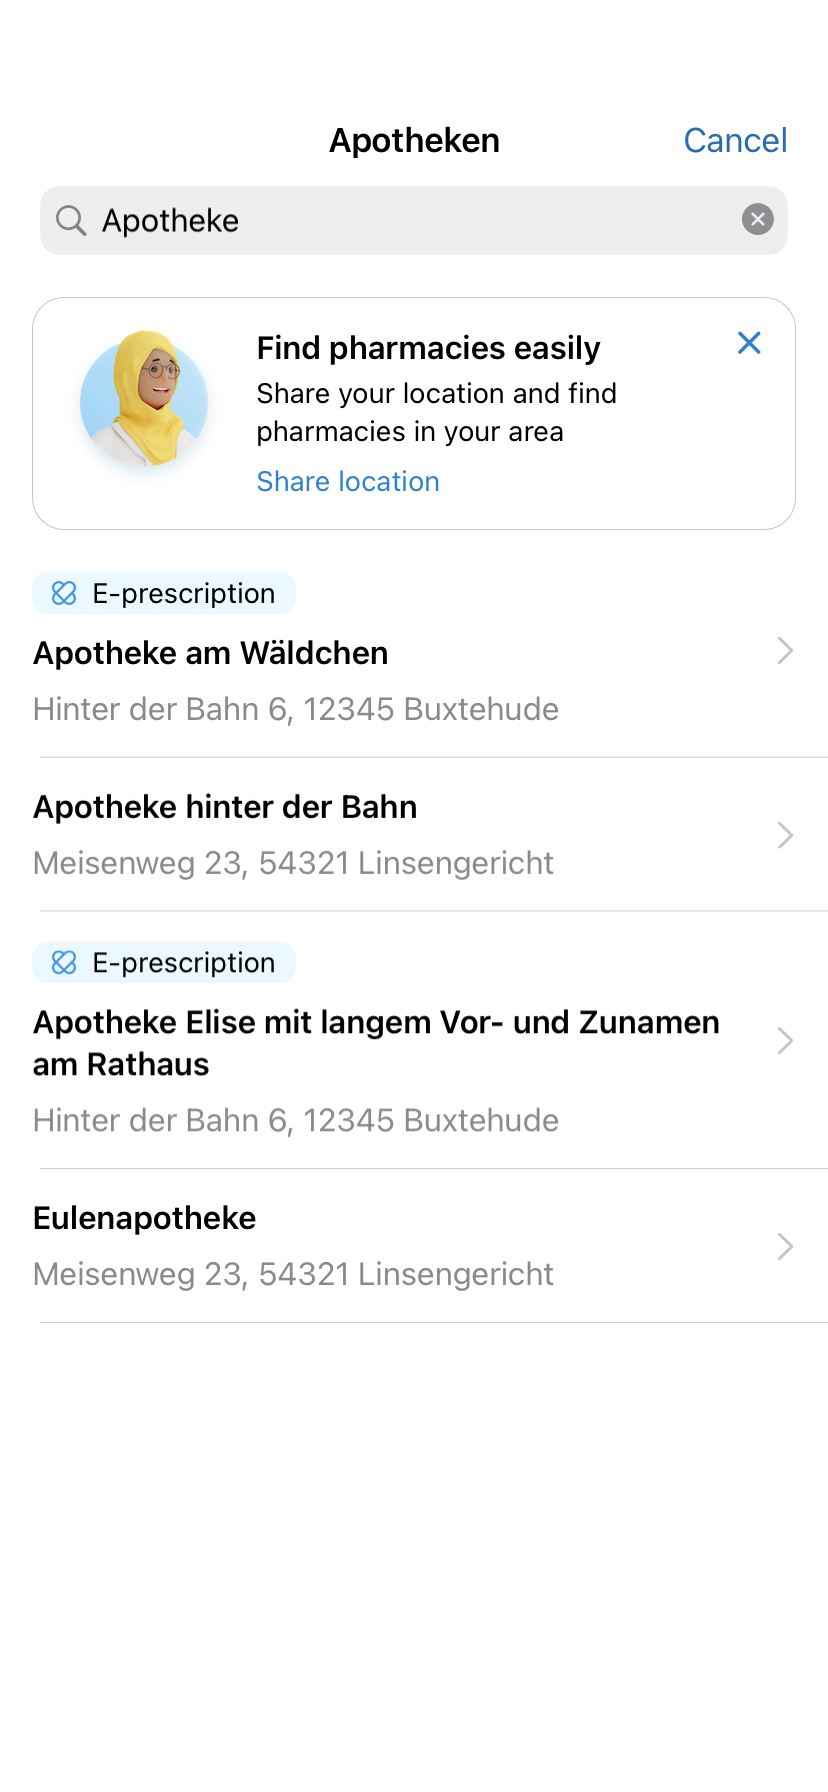 Apotheken
Cancel
Apotheke
Find pharmacies easily
Share your location and find
pharmacies in your area
Share location
E-prescription
Apotheke am Wäldchen
Hinter der Bahn 6, 12345 Buxtehude
Apotheke hinter der Bahn
Meisenweg 23, 54321 Linsengericht
E-prescription
Apotheke Elise mit langem Vor- und Zunamen
am Rathaus
Hinter der Bahn 6, 12345 Buxtehude
Eulenapotheke
Meisenweg 23, 54321 Linsengericht